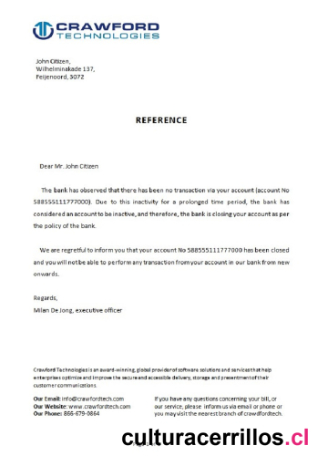 CRAWFORD
TECHNOLOGIES
John Citizen,
Wilhelminakade 137,
Feijenoord, 3072
REFERENCE
Dear Mr. John Citizen
The bank has observed that there has been no transaction via your account (account No
588555111777000). Due to this inactivity for a prolonged time period, the bank has
considered an account to be inactive, and therefore, the bank is closing your account as per
the policy of the bank.
We are regretful to inform you that your account No 588555111777000 has been closed
and you will not be able to perform any transaction from your account in our bank from now
onwards.
Regards,
Milan De Jong, executive officer
Crawford Technologies is an award-winning, global provider of software solutions and services that help
enterprises optimize and improve the secure and accessible delivery, storage and presentment of their
customer communications.
Our Email: info@crawfordtech.com
Our Website: www.crawfordtech.com
Our Phone: 866-679-0864
If you have any questions concerning your bill, or
our service, please inform us via email or phone or
you may visit the nearest branch of crawdfordtech.
culturacerrillos.cl